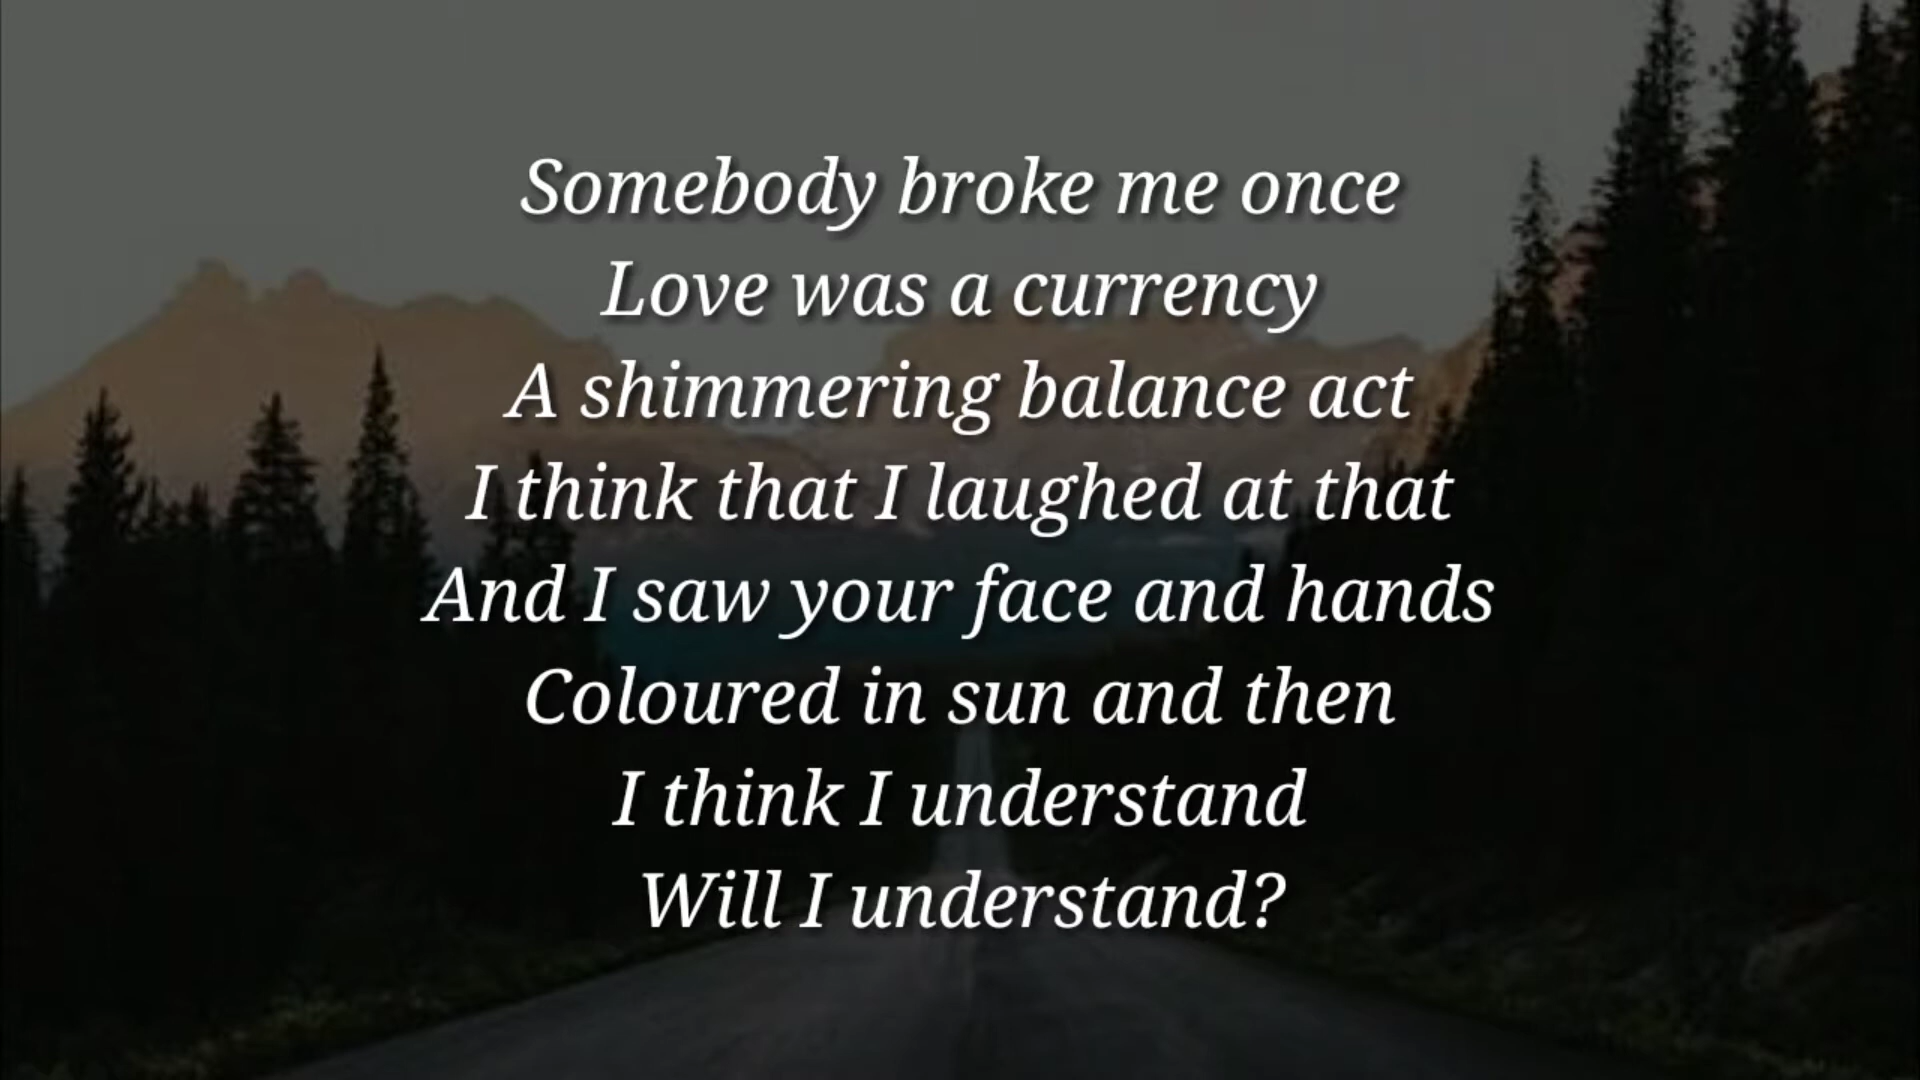 Somebody broke me once
Love was a currency
A shimmering balance act
I think that I laughed at that
And I saw your face and hands
Coloured in sun and then
I think I understand
Will I understand?